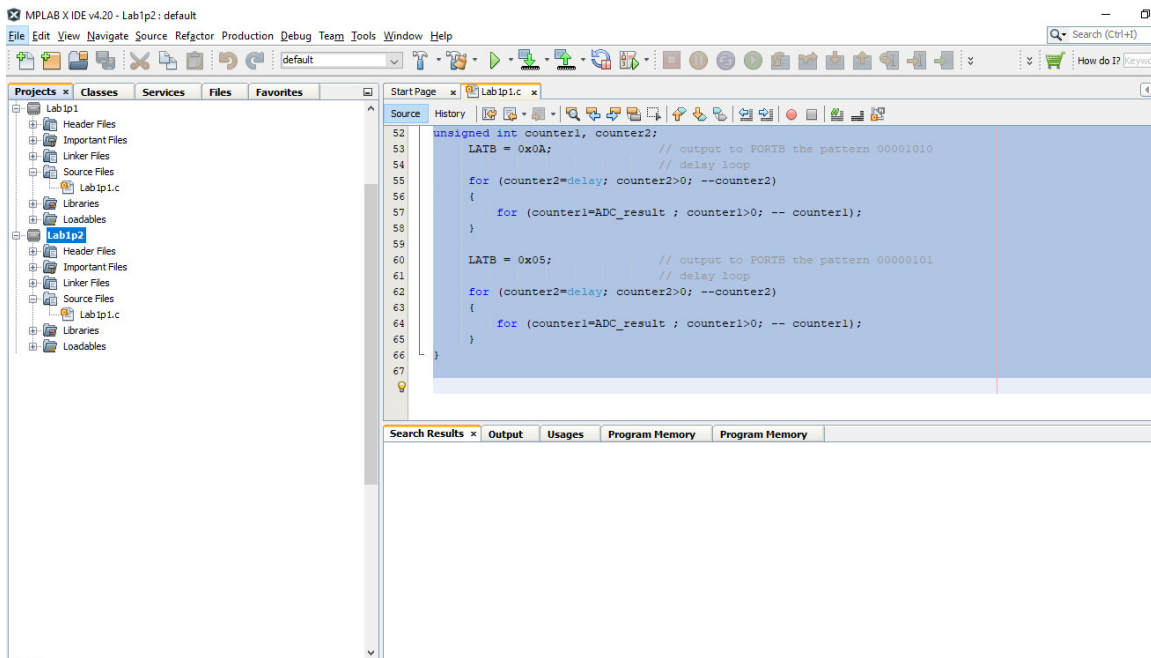 MPLAB X IDE v4.20 - Lab1p2 : default
File Edit View Navigate Source Refactor Production Debug Team Tools Window Help
Search (Ctrl+I)
default
How do I?
Projects Classes Services Files Favorites
Lab1p1
Header Files
Important Files
Linker Files
Source Files
Lab1p1.c
Libraries
Loadables
Lab1p2
Header Files
Important Files
Linker Files
Source Files
Lab1p1.c
Libraries
Loadables
Start Page Lab1p1.c
Source History
52 unsigned int counter1, counter2;
53 LATB = 0x0A; // output to PORTB the pattern 00001010
54 // delay loop
55 for (counter2=delay; counter2>0; --counter2)
56 {
57 for (counter1=ADC_result ; counter1>0; -- counter1);
58 }
59
60 LATB = 0x05; // output to PORTB the pattern 00000101
61 // delay loop
62 for (counter2=delay; counter2>0; --counter2)
63 {
64 for (counter1=ADC_result ; counter1>0; -- counter1);
65 }
66 }
67
Search Results Output Usages Program Memory Program Memory